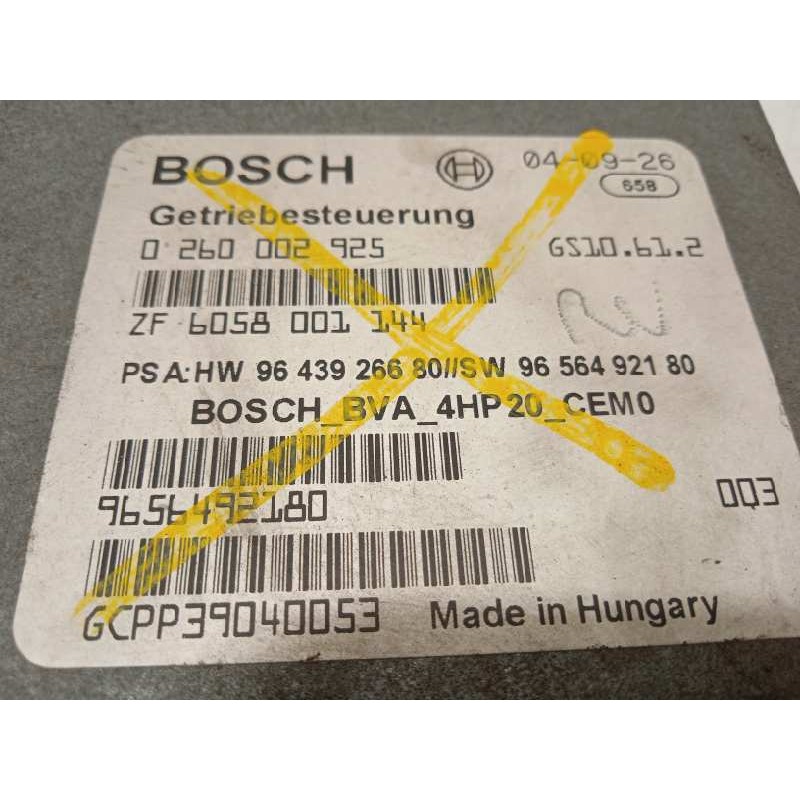 BOSCH 04-09-26
658
Getriebesteuerung
0 260 002 925 GS10.61.2
ZF 6058 001 144
PSA:HW 96 439 266 80//SW 96 564 921 80
BOSCH_BVA_4HP20_CEM0
9656492180 003
GCPP39040053 Made in Hungary